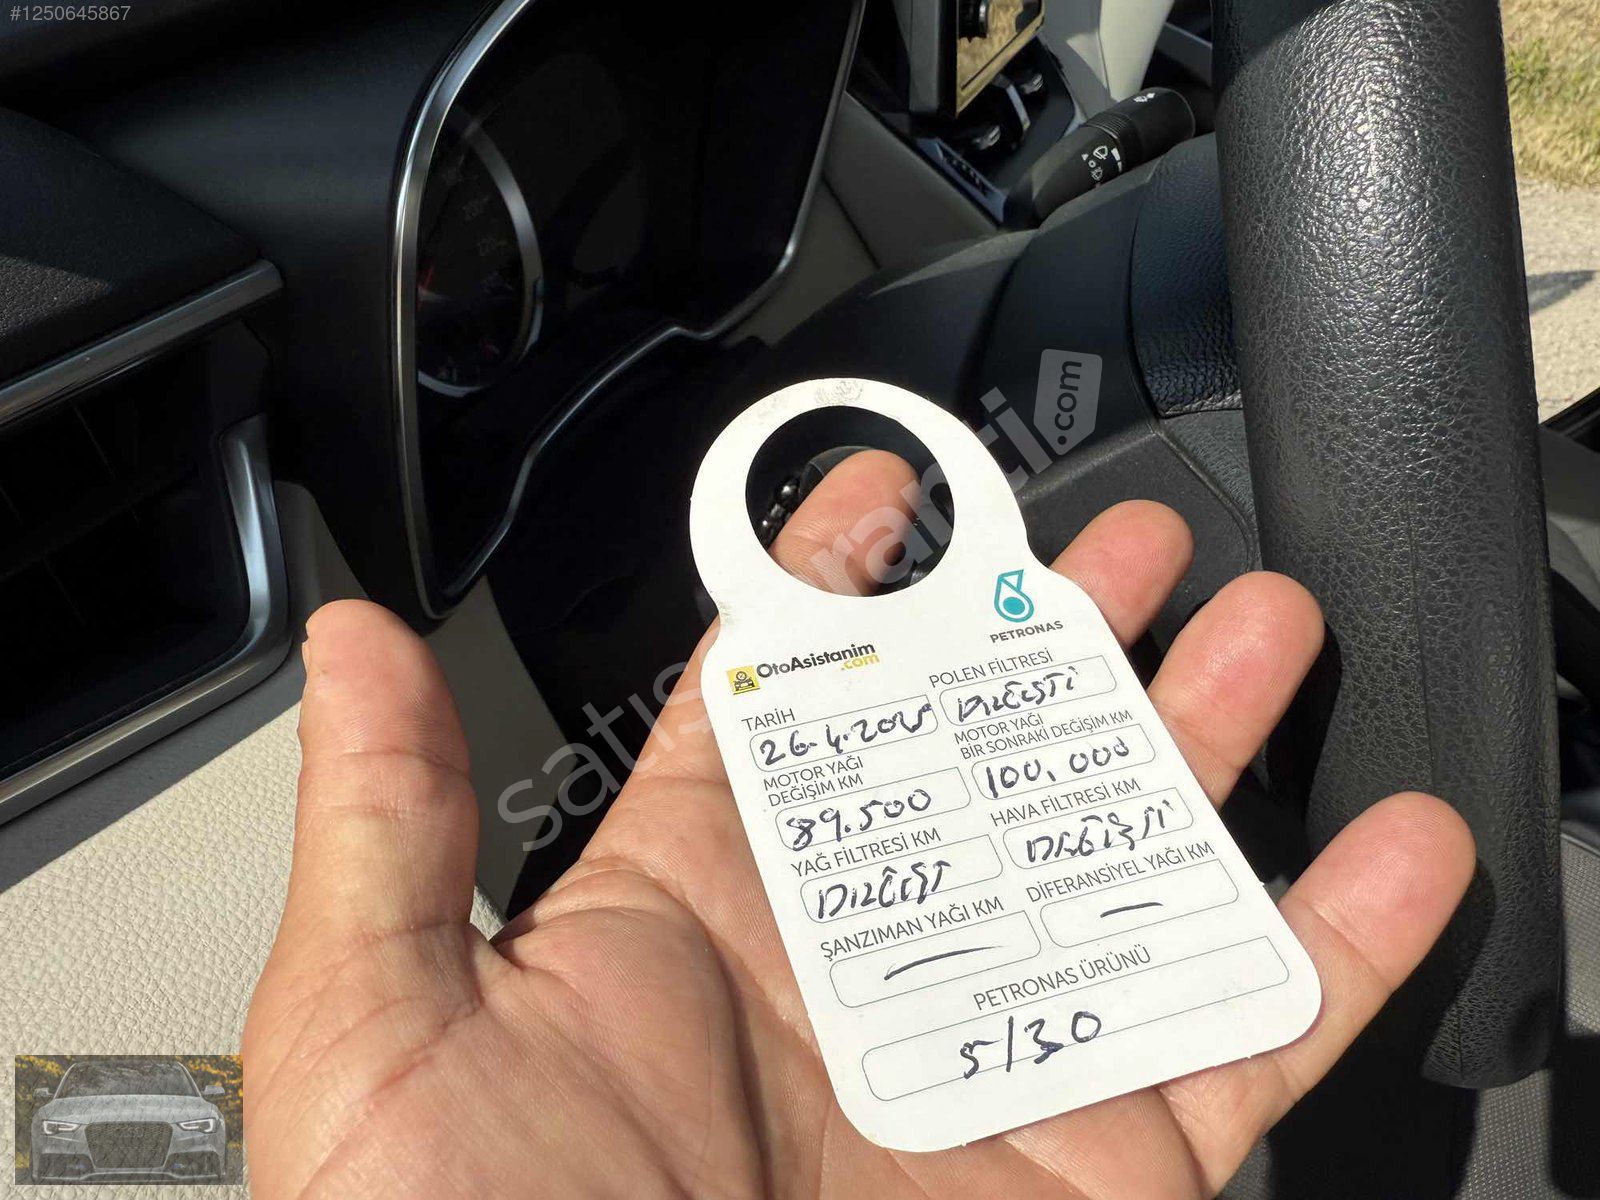 #1250645867
satışgaranti.com
PETRONAS
OtoAsistanim
.com
TARİH
26.4.2025
POLEN FİLTRESİ
DEĞİŞTİ
MOTOR YAĞI
DEĞİŞİM KM
89.500
MOTOR YAĞI
BİR SONRAKİ DEĞİŞİM KM
100,000
YAĞ FİLTRESİ KM
DEĞİŞTİ
HAVA FİLTRESİ KM
DEĞİŞTİ
ŞANZIMAN YAĞI KM
DİFERANSİYEL YAĞI KM
PETRONAS ÜRÜNÜ
5/30